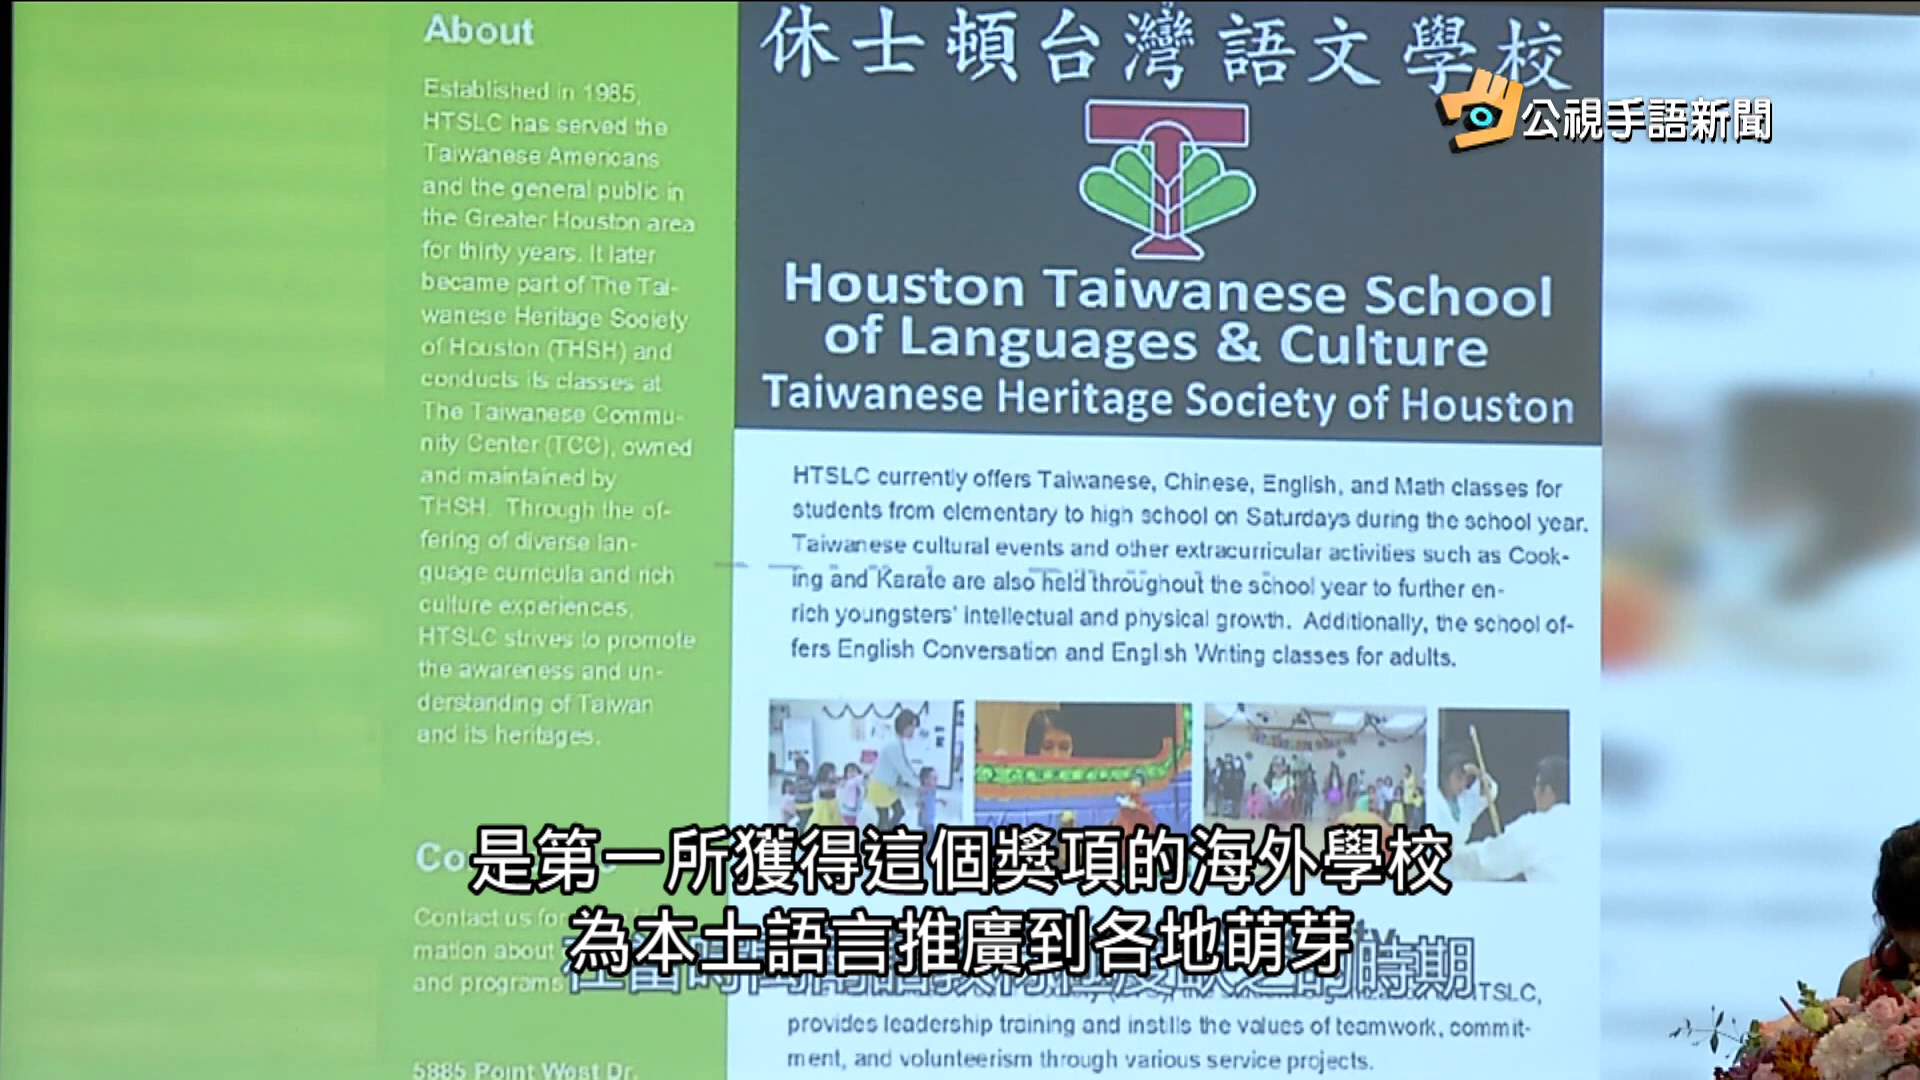 About
Established in 1985,
HTSLC has served the
Taiwanese Americans
and the general public in
the Greater Houston area
for thirty years. It later
became part of The Tai-
wanese Heritage Society
of Houston (THSH) and
conducts its classes at
The Taiwanese Commu-
nity Center (TCC), owned
and maintained by
THSH. Through the of-
fering of diverse lan-
guage curricula and rich
culture experiences,
HTSLC strives to promote
the awareness and un-
derstanding of Taiwan
and its heritages.
Contact us for
mation about
and programs
5885 Point West Dr.
休士頓台灣語文學校
公視手語新聞
Houston Taiwanese School
of Languages & Culture
Taiwanese Heritage Society of Houston
HTSLC currently offers Taiwanese, Chinese, English, and Math classes for
students from elementary to high school on Saturdays during the school year.
Taiwanese cultural events and other extracurricular activities such as Cook-
ing and Karate are also held throughout the school year to further en-
rich youngsters' intellectual and physical growth. Additionally, the school of-
fers English Conversation and English Writing classes for adults.
是第一所獲得這個獎項的海外學校
為本土語言推廣到各地萌芽
的時期
HTSLC,
provides leadership training and instills the values of teamwork, commit-
ment, and volunteerism through various service projects.